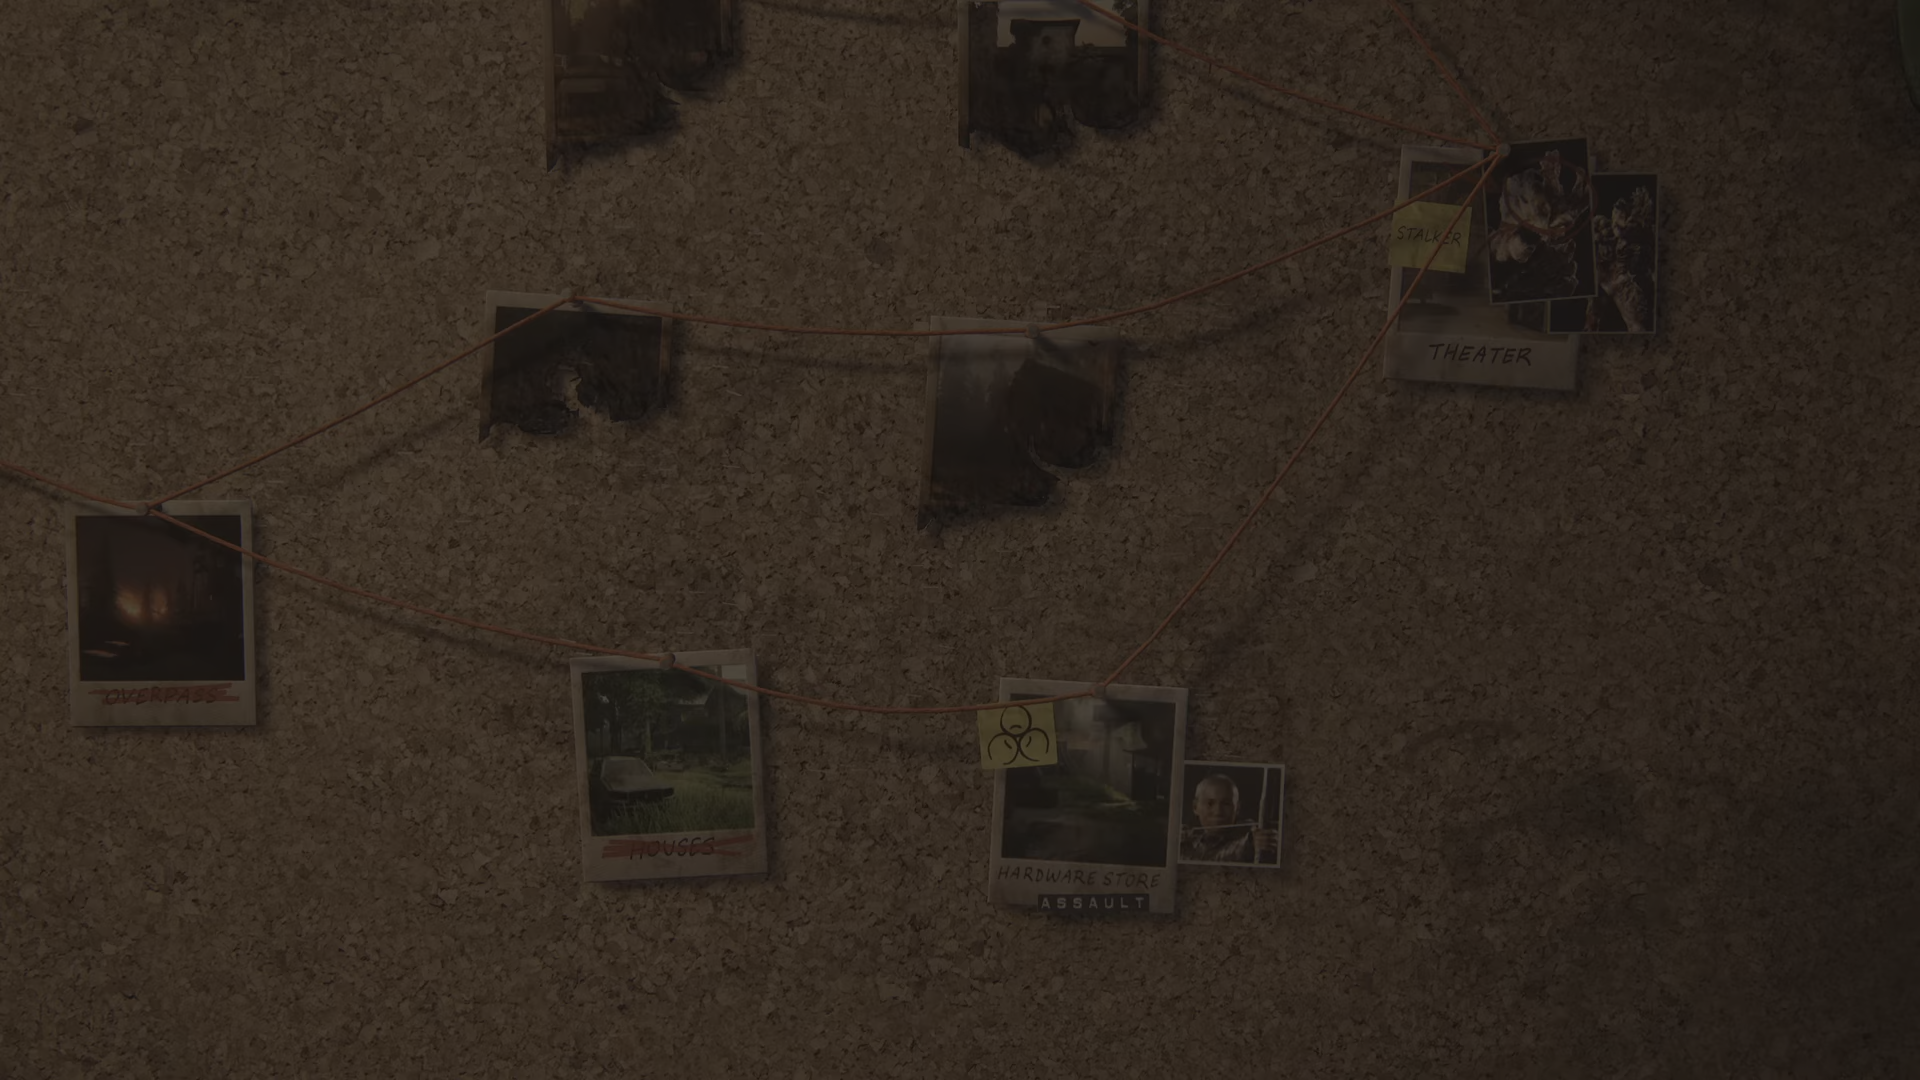 STALKER
THEATER
OVERPASS
HOUSES
HARDWARE STORE
ASSAULT